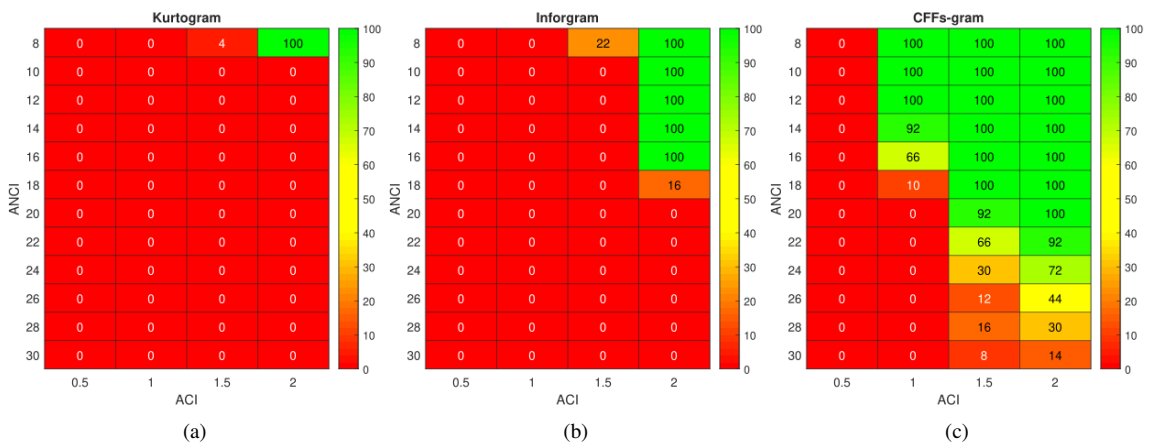 Kurtogram
8 0 0 4 100
10 0 0 0 0
12 0 0 0 0
14 0 0 0 0
16 0 0 0 0
18 0 0 0 0
20 0 0 0 0
22 0 0 0 0
24 0 0 0 0
26 0 0 0 0
28 0 0 0 0
30 0 0 0 0
0.5 1 1.5 2
ANCI
ACI
100
90
80
70
60
50
40
30
20
10
0
(a)
Inforgram
8 0 0 22 100
10 0 0 0 100
12 0 0 0 100
14 0 0 0 100
16 0 0 0 100
18 0 0 0 16
20 0 0 0 0
22 0 0 0 0
24 0 0 0 0
26 0 0 0 0
28 0 0 0 0
30 0 0 0 0
0.5 1 1.5 2
ANCI
ACI
100
90
80
70
60
50
40
30
20
10
0
(b)
CFFs-gram
8 0 100 100 100
10 0 100 100 100
12 0 100 100 100
14 0 92 100 100
16 0 66 100 100
18 0 10 100 100
20 0 0 92 100
22 0 0 66 92
24 0 0 30 72
26 0 0 12 44
28 0 0 16 30
30 0 0 8 14
0.5 1 1.5 2
ANCI
ACI
100
90
80
70
60
50
40
30
20
10
0
(c)